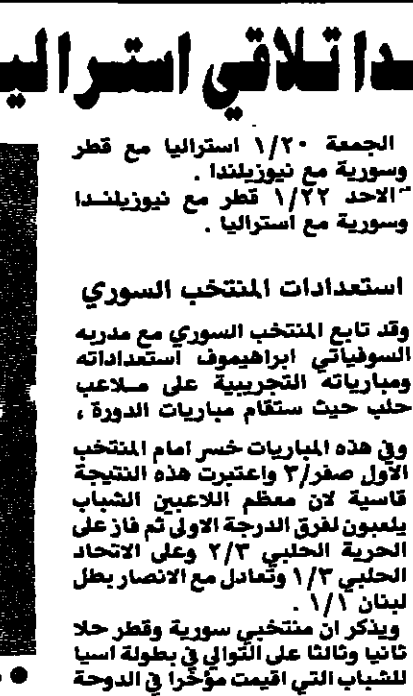 ـدا تلاقي استراليـ
الجمعة ١/٢٠ استراليا مع قطر
وسورية مع نيوزيلندا .
الاحد ١/٢٢ قطر مع نيوزيلنـدا
وسورية مع استراليا .
استعدادات المنتخب السوري
وقد تابع المنتخب السوري مع مدربه
السوفياتي ابراهيموف استعداداته
ومبارياته التجريبية على مـلاعب
حلب حيث ستقام مباريات الدورة ،
وفي هذه المباريات خسر امام المنتخب
الاول صفر/٣ واعتبرت هذه النتيجة
قاسية لان معظم اللاعبين الشباب
يلعبون لفرق الدرجة الاولى ثم فاز على
الحرية الحلبي ٢/٣ وعلى الاتحاد
الحلبي ١/٣ وتعادل مع الانصار بطل
لبنان ١/١ .
ويذكر ان منتخبي سورية وقطر حلا
ثانيا وثالثا على التوالي في بطولة اسيا
للشباب التي اقيمت مؤخرا في الدوحة